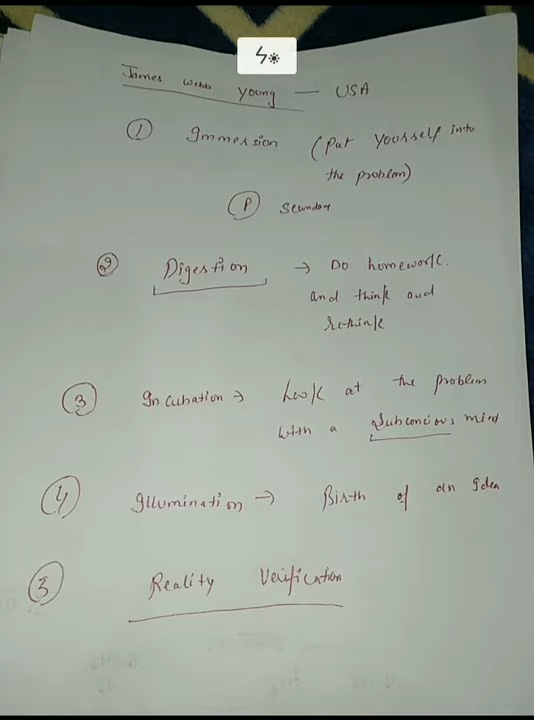 James Webb Young — USA
① Immersion (Put yourself into
the problem)
Ⓟ Secondary
② Digestion → Do homework.
and think and
Re-think
③ Incubation → Look at the problem
with a Subconcious mind
④ Illumination → Birth of an Idea
⑤ Reality Verification